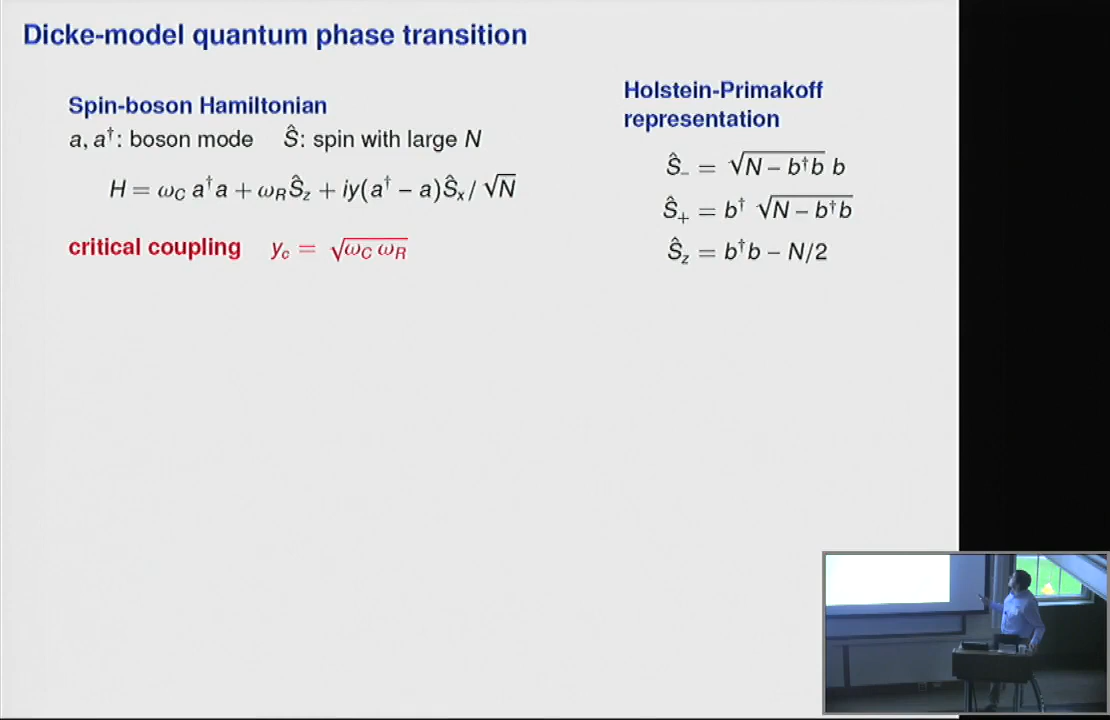 Dicke-model quantum phase transition
Spin-boson Hamiltonian
a, a†: boson mode Ŝ: spin with large N
H = ω_C a†a + ω_R Ŝ_z + iy(a† − a)Ŝ_x/√N
critical coupling y_c = √(ω_C ω_R)
Holstein-Primakoff
representation
Ŝ_− = √(N − b†b) b
Ŝ_+ = b† √(N − b†b)
Ŝ_z = b†b − N/2